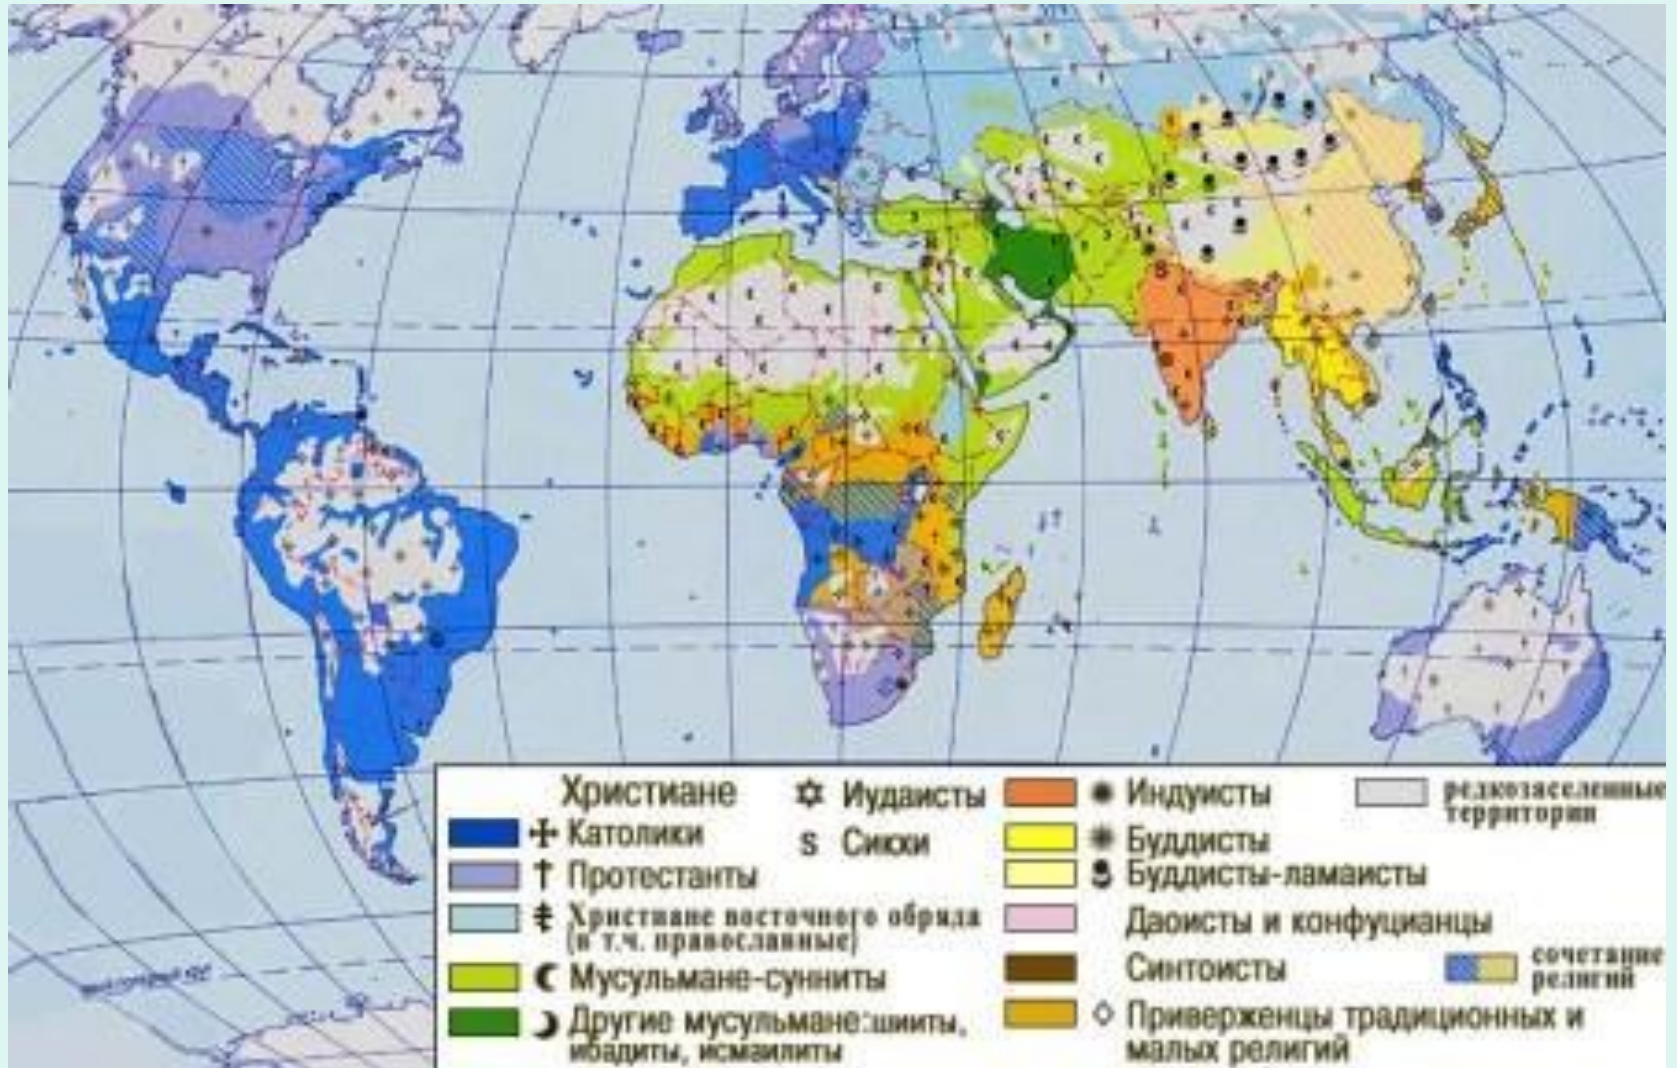 Христиане
Католики
Протестанты
Христиане восточного обряда
(в т.ч. православные)
Мусульмане-сунниты
Другие мусульмане:шииты,
ибадиты, исмаилиты
Иудаисты
S Сикхи
Индуисты
Буддисты
Буддисты-ламаисты
Даоисты и конфуцианцы
Синтоисты
Приверженцы традиционных и
малых религий
редкозаселенные
территории
сочетание
религий